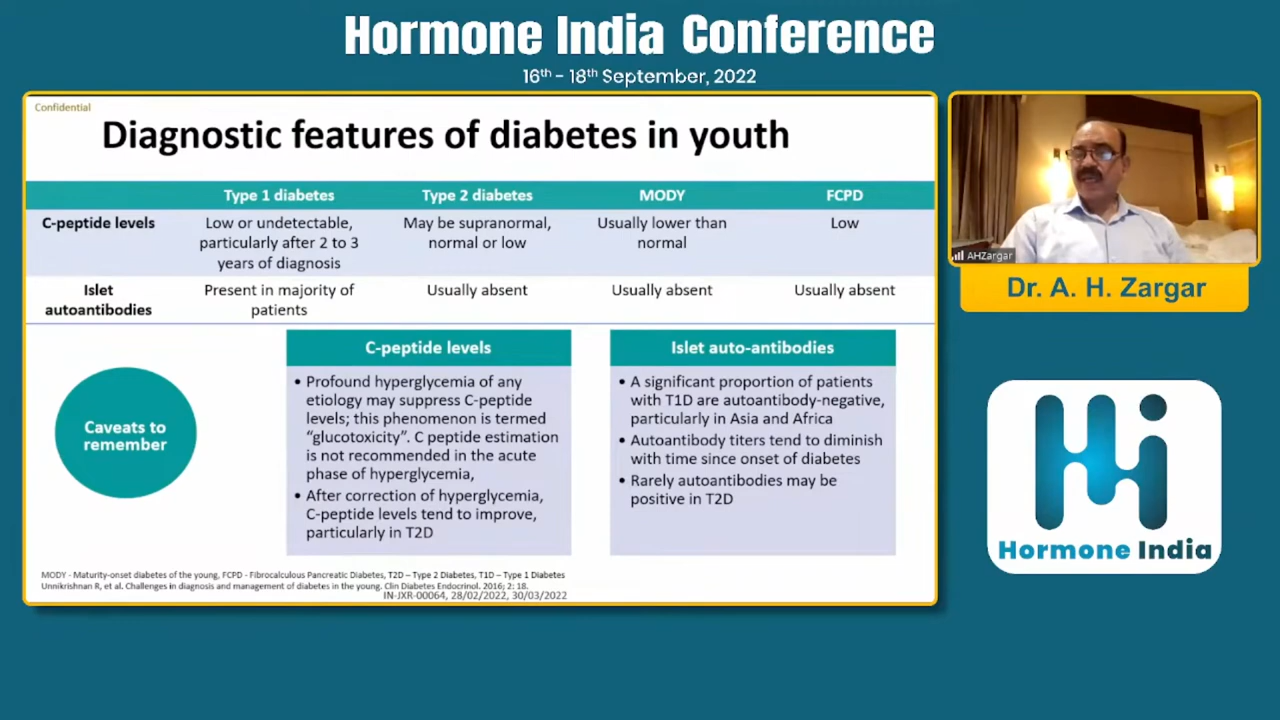 Hormone India Conference
16th - 18th September, 2022
Confidential
Diagnostic features of diabetes in youth
Type 1 diabetes
Type 2 diabetes
MODY
FCPD
C-peptide levels
Low or undetectable,
particularly after 2 to 3
years of diagnosis
May be supranormal,
normal or low
Usually lower than
normal
Low
Islet
autoantibodies
Present in majority of
patients
Usually absent
Usually absent
Usually absent
Caveats to
remember
C-peptide levels
• Profound hyperglycemia of any
etiology may suppress C-peptide
levels; this phenomenon is termed
“glucotoxicity”. C peptide estimation
is not recommended in the acute
phase of hyperglycemia,
• After correction of hyperglycemia,
C-peptide levels tend to improve,
particularly in T2D
Islet auto-antibodies
• A significant proportion of patients
with T1D are autoantibody-negative,
particularly in Asia and Africa
• Autoantibody titers tend to diminish
with time since onset of diabetes
• Rarely autoantibodies may be
positive in T2D
MODY - Maturity-onset diabetes of the young, FCPD - Fibrocalculous Pancreatic Diabetes, T2D – Type 2 Diabetes, T1D – Type 1 Diabetes
Unnikrishnan R, et al. Challenges in diagnosis and management of diabetes in the young. Clin Diabetes Endocrinol. 2016; 2: 18.
IN-JXR-00064, 28/02/2022, 30/03/2022
AHZargar
Dr. A. H. Zargar
Hi
Hormone India